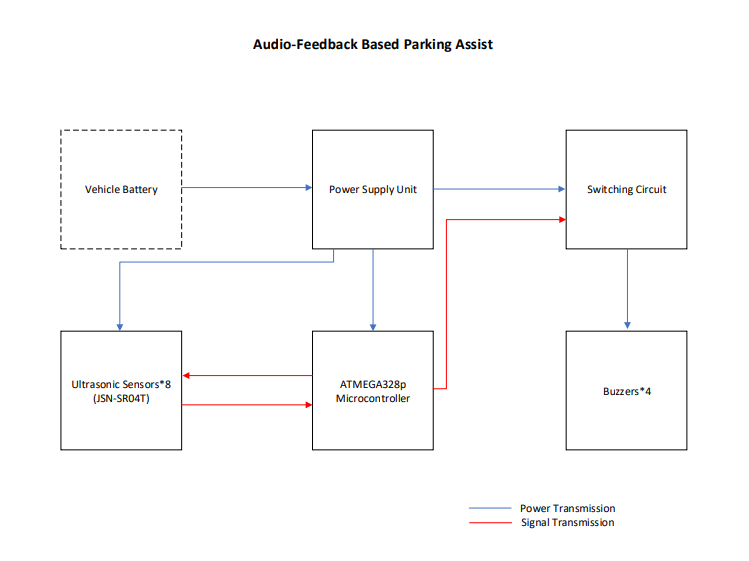 Audio-Feedback Based Parking Assist
Vehicle Battery
Power Supply Unit
Switching Circuit
Ultrasonic Sensors*8
(JSN-SR04T)
ATMEGA328p
Microcontroller
Buzzers*4
Power Transmission
Signal Transmission